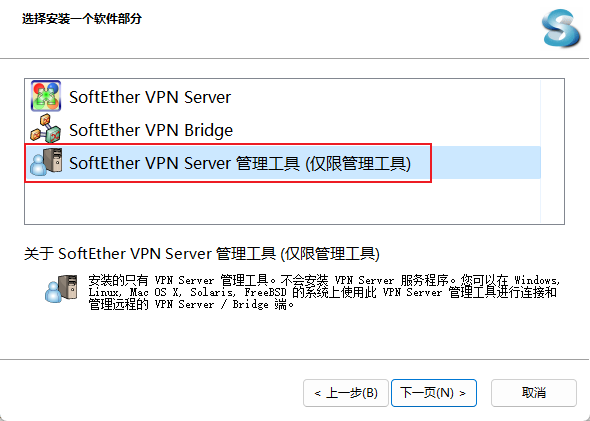 选择安装一个软件部分
SoftEther VPN Server
SoftEther VPN Bridge
SoftEther VPN Server 管理工具 (仅限管理工具)
关于 SoftEther VPN Server 管理工具 (仅限管理工具)
安装的只有 VPN Server 管理工具。不会安装 VPN Server 服务程序。您可以在 Windows,
Linux, Mac OS X, Solaris, FreeBSD 的系统上使用此 VPN Server 管理工具进行连接和
管理远程的 VPN Server / Bridge 端。
< 上一步(B) 下一页(N) > 取消